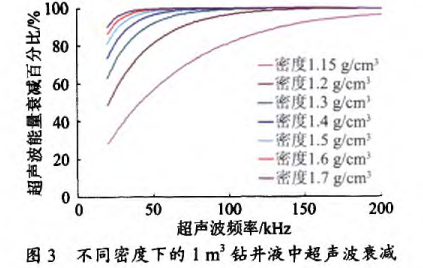 100
80
60
40
20
0
超声波能量衰减百分比/%
密度1.15 g/cm³
密度1.2 g/cm³
密度1.3 g/cm³
密度1.4 g/cm³
密度1.5 g/cm³
密度1.6 g/cm³
密度1.7 g/cm³
0 50 100 150 200
超声波频率/kHz
图 3 不同密度下的 1 m³ 钻井液中超声波衰减